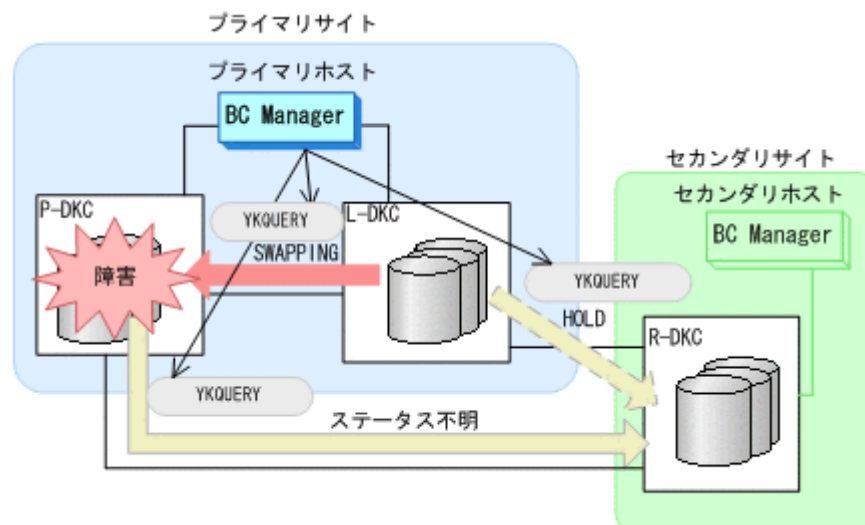 プライマリサイト
プライマリホスト
BC Manager
セカンダリサイト
セカンダリホスト
BC Manager
P-DKC
YKQUERY
L-DKC
SWAPPING
障害
YKQUERY
HOLD
R-DKC
YKQUERY
ステータス不明